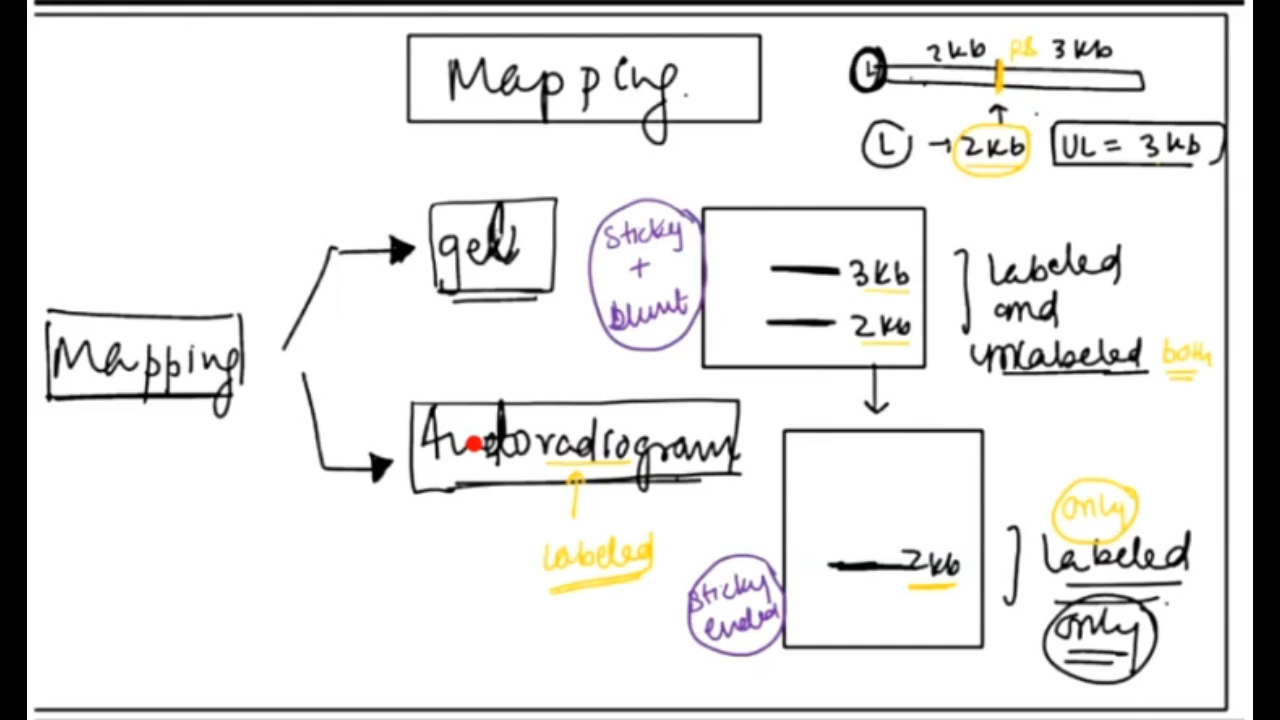 Mapping.
2kb RS 3kb
L
L → 2kb UL = 3kb
gel
Sticky
+
blunt
3kb
2kb
labeled
and
unlabeled both
Mapping
Autoradiogram
labeled
Sticky
ended
2kb
only
labeled
only